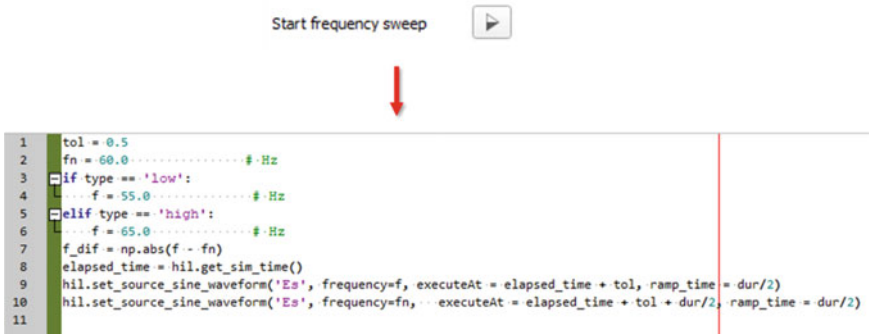 Start frequency sweep
1 tol = 0.5
2 fn = 60.0 # Hz
3 if type == 'low':
4 f = 55.0 # Hz
5 elif type == 'high':
6 f = 65.0 # Hz
7 f_dif = np.abs(f - fn)
8 elapsed_time = hil.get_sim_time()
9 hil.set_source_sine_waveform('Es', frequency=f, executeAt = elapsed_time + tol, ramp_time = dur/2)
10 hil.set_source_sine_waveform('Es', frequency=fn, executeAt = elapsed_time + tol + dur/2, ramp_time = dur/2)
11